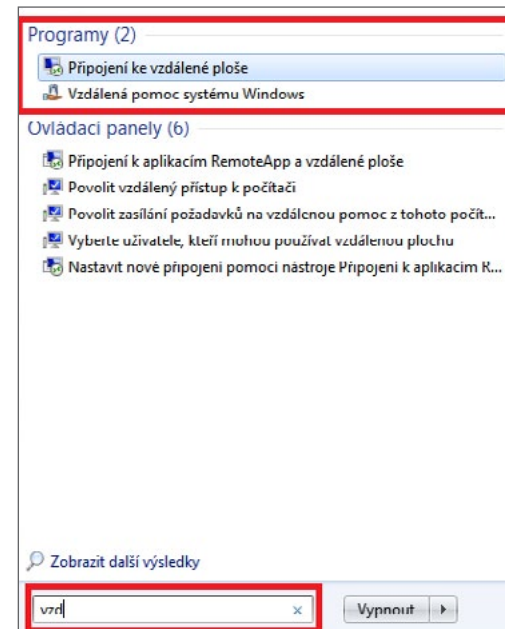 Programy (2)
Připojení ke vzdálené ploše
Vzdálená pomoc systému Windows
Ovládací panely (6)
Připojení k aplikacím RemoteApp a vzdálené ploše
Povolit vzdálený přístup k počítači
Povolit zasílání požadavků na vzdálenou pomoc z tohoto počít...
Vyberte uživatele, kteří mohou používat vzdálenou plochu
Nastavit nové připojení pomocí nástroje Připojení k aplikacím R...
Zobrazit další výsledky
vzd
Vypnout